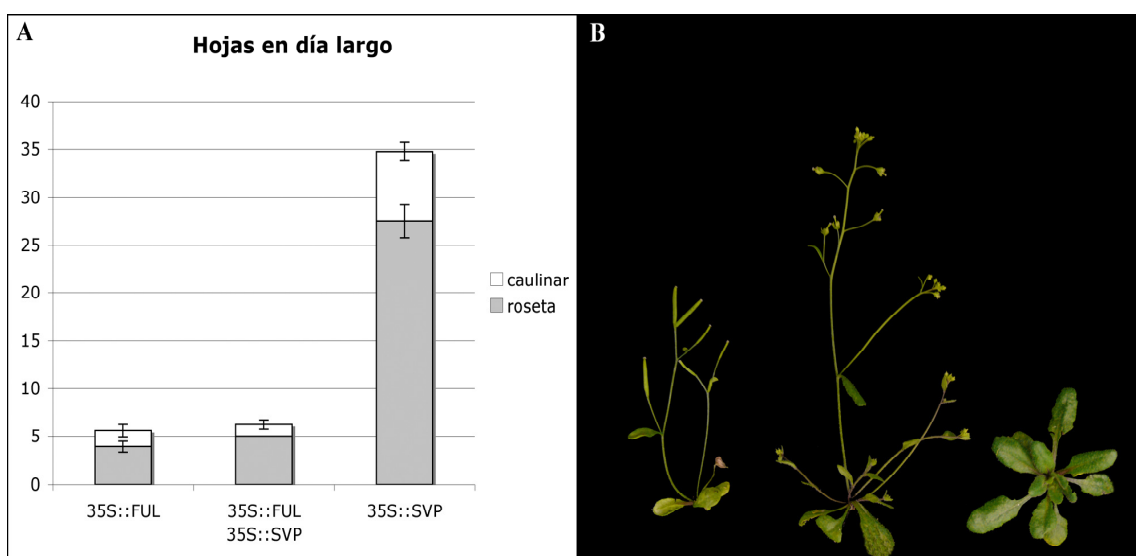 A
Hojas en día largo
40
35
30
25
20
15
10
5
0
caulinar
roseta
35S::FUL
35S::FUL
35S::SVP
35S::SVP
B